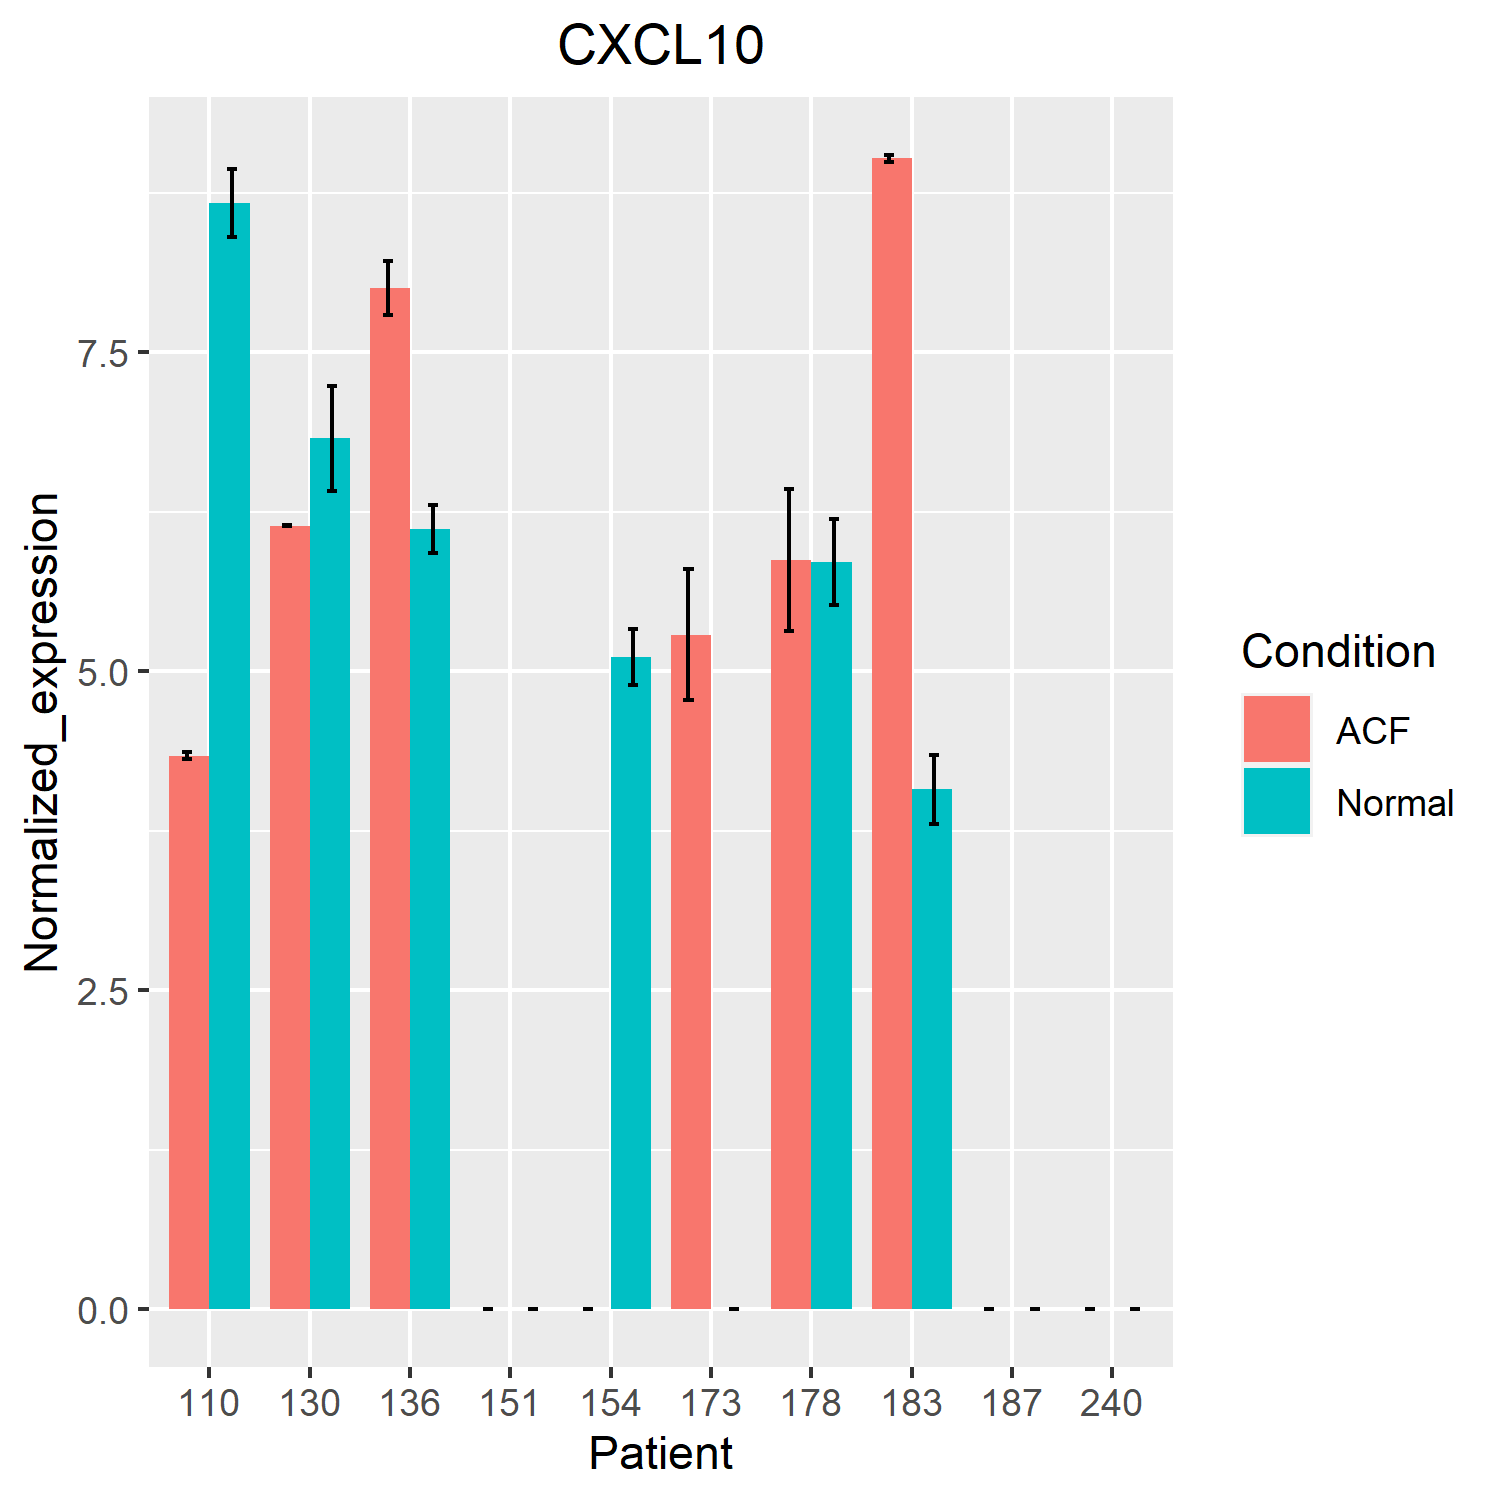 CXCL10
Normalized_expression
7.5
5.0
2.5
0.0
110 130 136 151 154 173 178 183 187 240
Patient
Condition
ACF
Normal